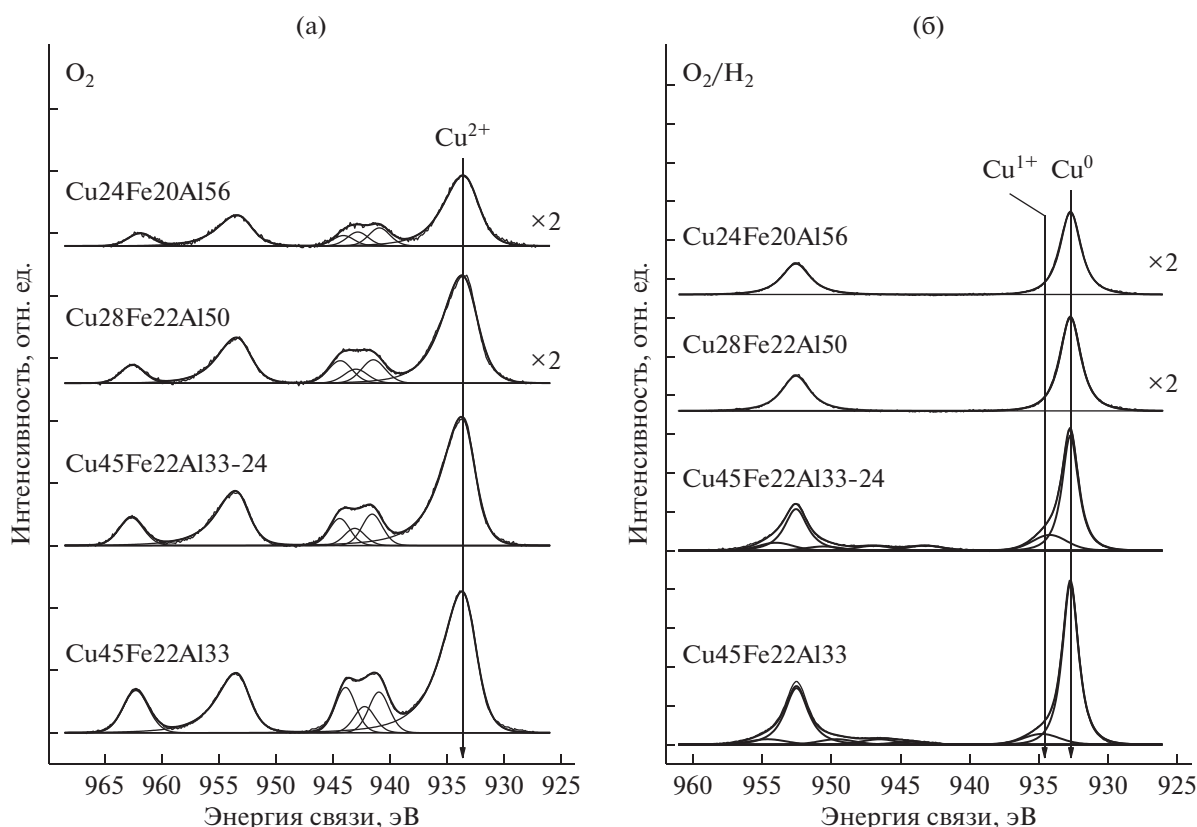 (а)
O2
Cu2+
Cu24Fe20Al56
×2
Cu28Fe22Al50
×2
Cu45Fe22Al33-24
Cu45Fe22Al33
Интенсивность, отн. ед.
965 960 955 950 945 940 935 930 925
Энергия связи, эВ
(б)
O2/H2
Cu1+ Cu0
Cu24Fe20Al56
×2
Cu28Fe22Al50
×2
Cu45Fe22Al33-24
Cu45Fe22Al33
Интенсивность, отн. ед.
960 955 950 945 940 935 930 925
Энергия связи, эВ